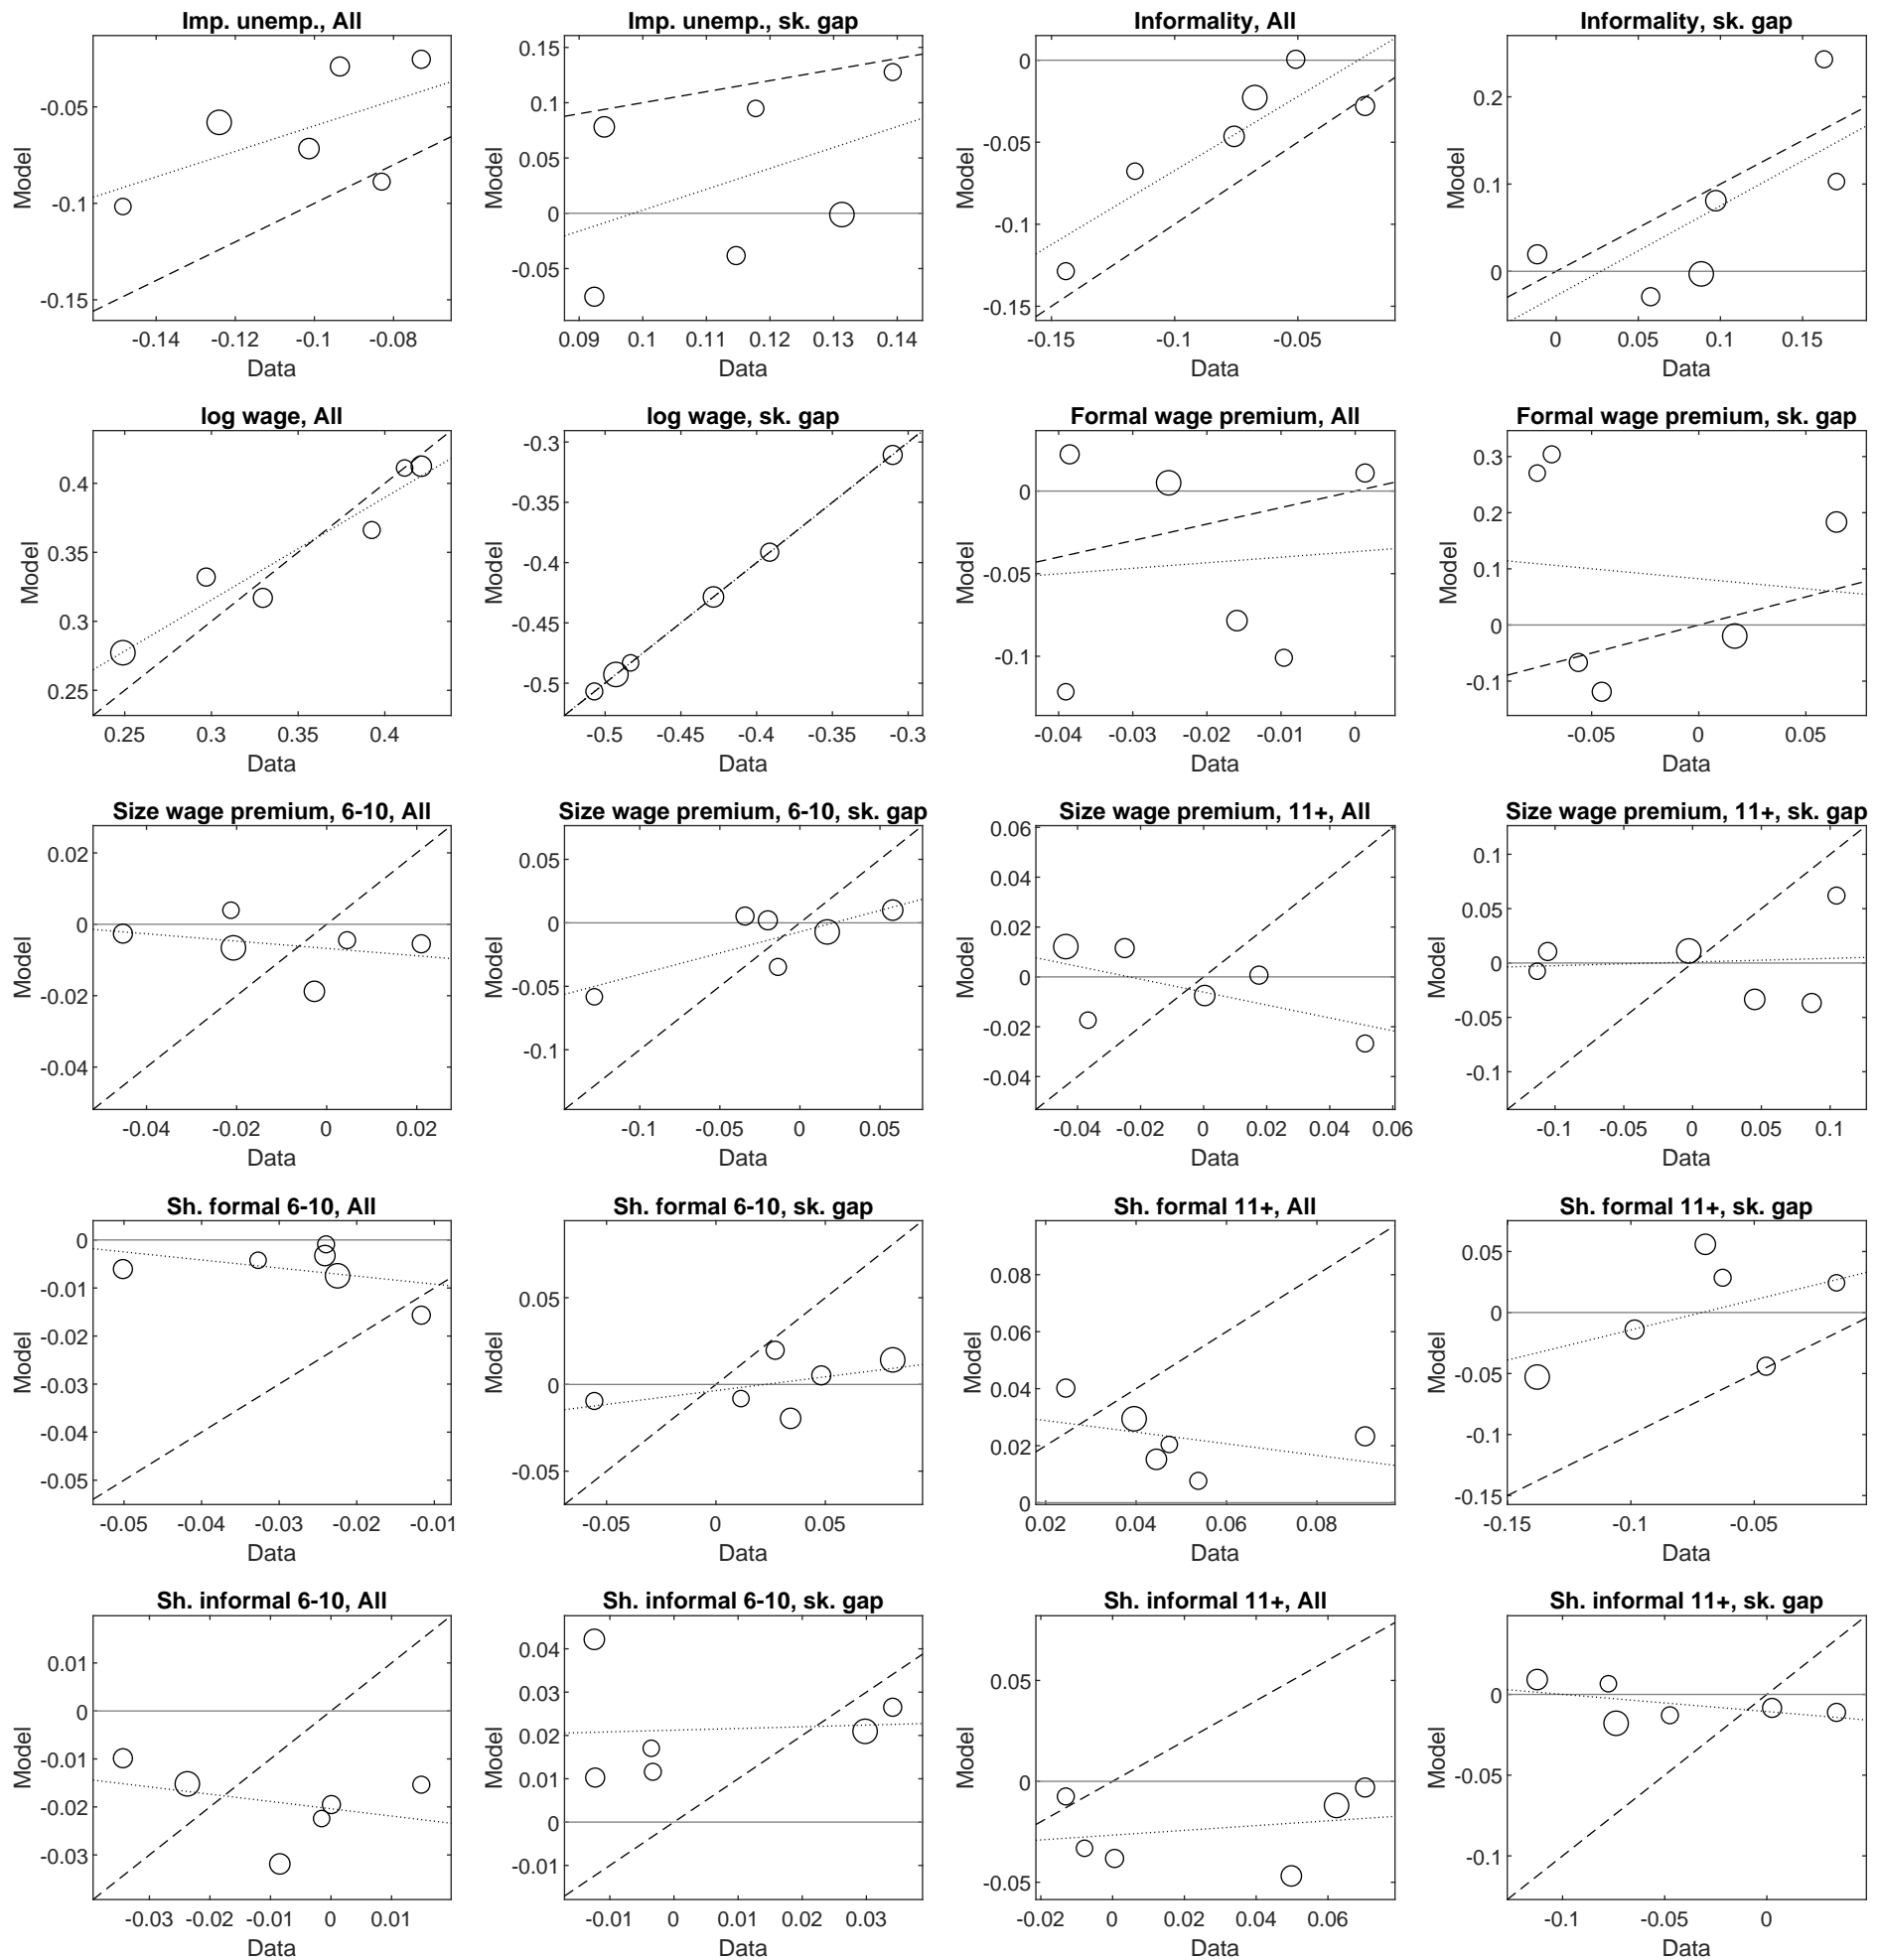 Imp. unemp., All
Model
-0.05
-0.1
-0.15
-0.14 -0.12 -0.1 -0.08
Data
Imp. unemp., sk. gap
Model
0.15
0.1
0.05
0
-0.05
0.09 0.1 0.11 0.12 0.13 0.14
Data
Informality, All
Model
0
-0.05
-0.1
-0.15
-0.15 -0.1 -0.05
Data
Informality, sk. gap
Model
0.2
0.1
0
0 0.05 0.1 0.15
Data
log wage, All
Model
0.4
0.35
0.3
0.25
0.25 0.3 0.35 0.4
Data
log wage, sk. gap
Model
-0.3
-0.35
-0.4
-0.45
-0.5
-0.5 -0.45 -0.4 -0.35 -0.3
Data
Formal wage premium, All
Model
0
-0.05
-0.1
-0.04 -0.03 -0.02 -0.01 0
Data
Formal wage premium, sk. gap
Model
0.3
0.2
0.1
0
-0.1
-0.05 0 0.05
Data
Size wage premium, 6-10, All
Model
0.02
0
-0.02
-0.04
-0.04 -0.02 0 0.02
Data
Size wage premium, 6-10, sk. gap
Model
0.05
0
-0.05
-0.1
-0.1 -0.05 0 0.05
Data
Size wage premium, 11+, All
Model
0.06
0.04
0.02
0
-0.02
-0.04
-0.04 -0.02 0 0.02 0.04 0.06
Data
Size wage premium, 11+, sk. gap
Model
0.1
0.05
0
-0.05
-0.1
-0.1 -0.05 0 0.05 0.1
Data
Sh. formal 6-10, All
Model
0
-0.01
-0.02
-0.03
-0.04
-0.05
-0.05 -0.04 -0.03 -0.02 -0.01
Data
Sh. formal 6-10, sk. gap
Model
0.05
0
-0.05
-0.05 0 0.05
Data
Sh. formal 11+, All
Model
0.08
0.06
0.04
0.02
0
0.02 0.04 0.06 0.08
Data
Sh. formal 11+, sk. gap
Model
0.05
0
-0.05
-0.1
-0.15
-0.15 -0.1 -0.05
Data
Sh. informal 6-10, All
Model
0.01
0
-0.01
-0.02
-0.03
-0.03 -0.02 -0.01 0 0.01
Data
Sh. informal 6-10, sk. gap
Model
0.04
0.03
0.02
0.01
0
-0.01
-0.01 0 0.01 0.02 0.03
Data
Sh. informal 11+, All
Model
0.05
0
-0.05
-0.02 0 0.02 0.04 0.06
Data
Sh. informal 11+, sk. gap
Model
0
-0.05
-0.1
-0.1 -0.05 0
Data